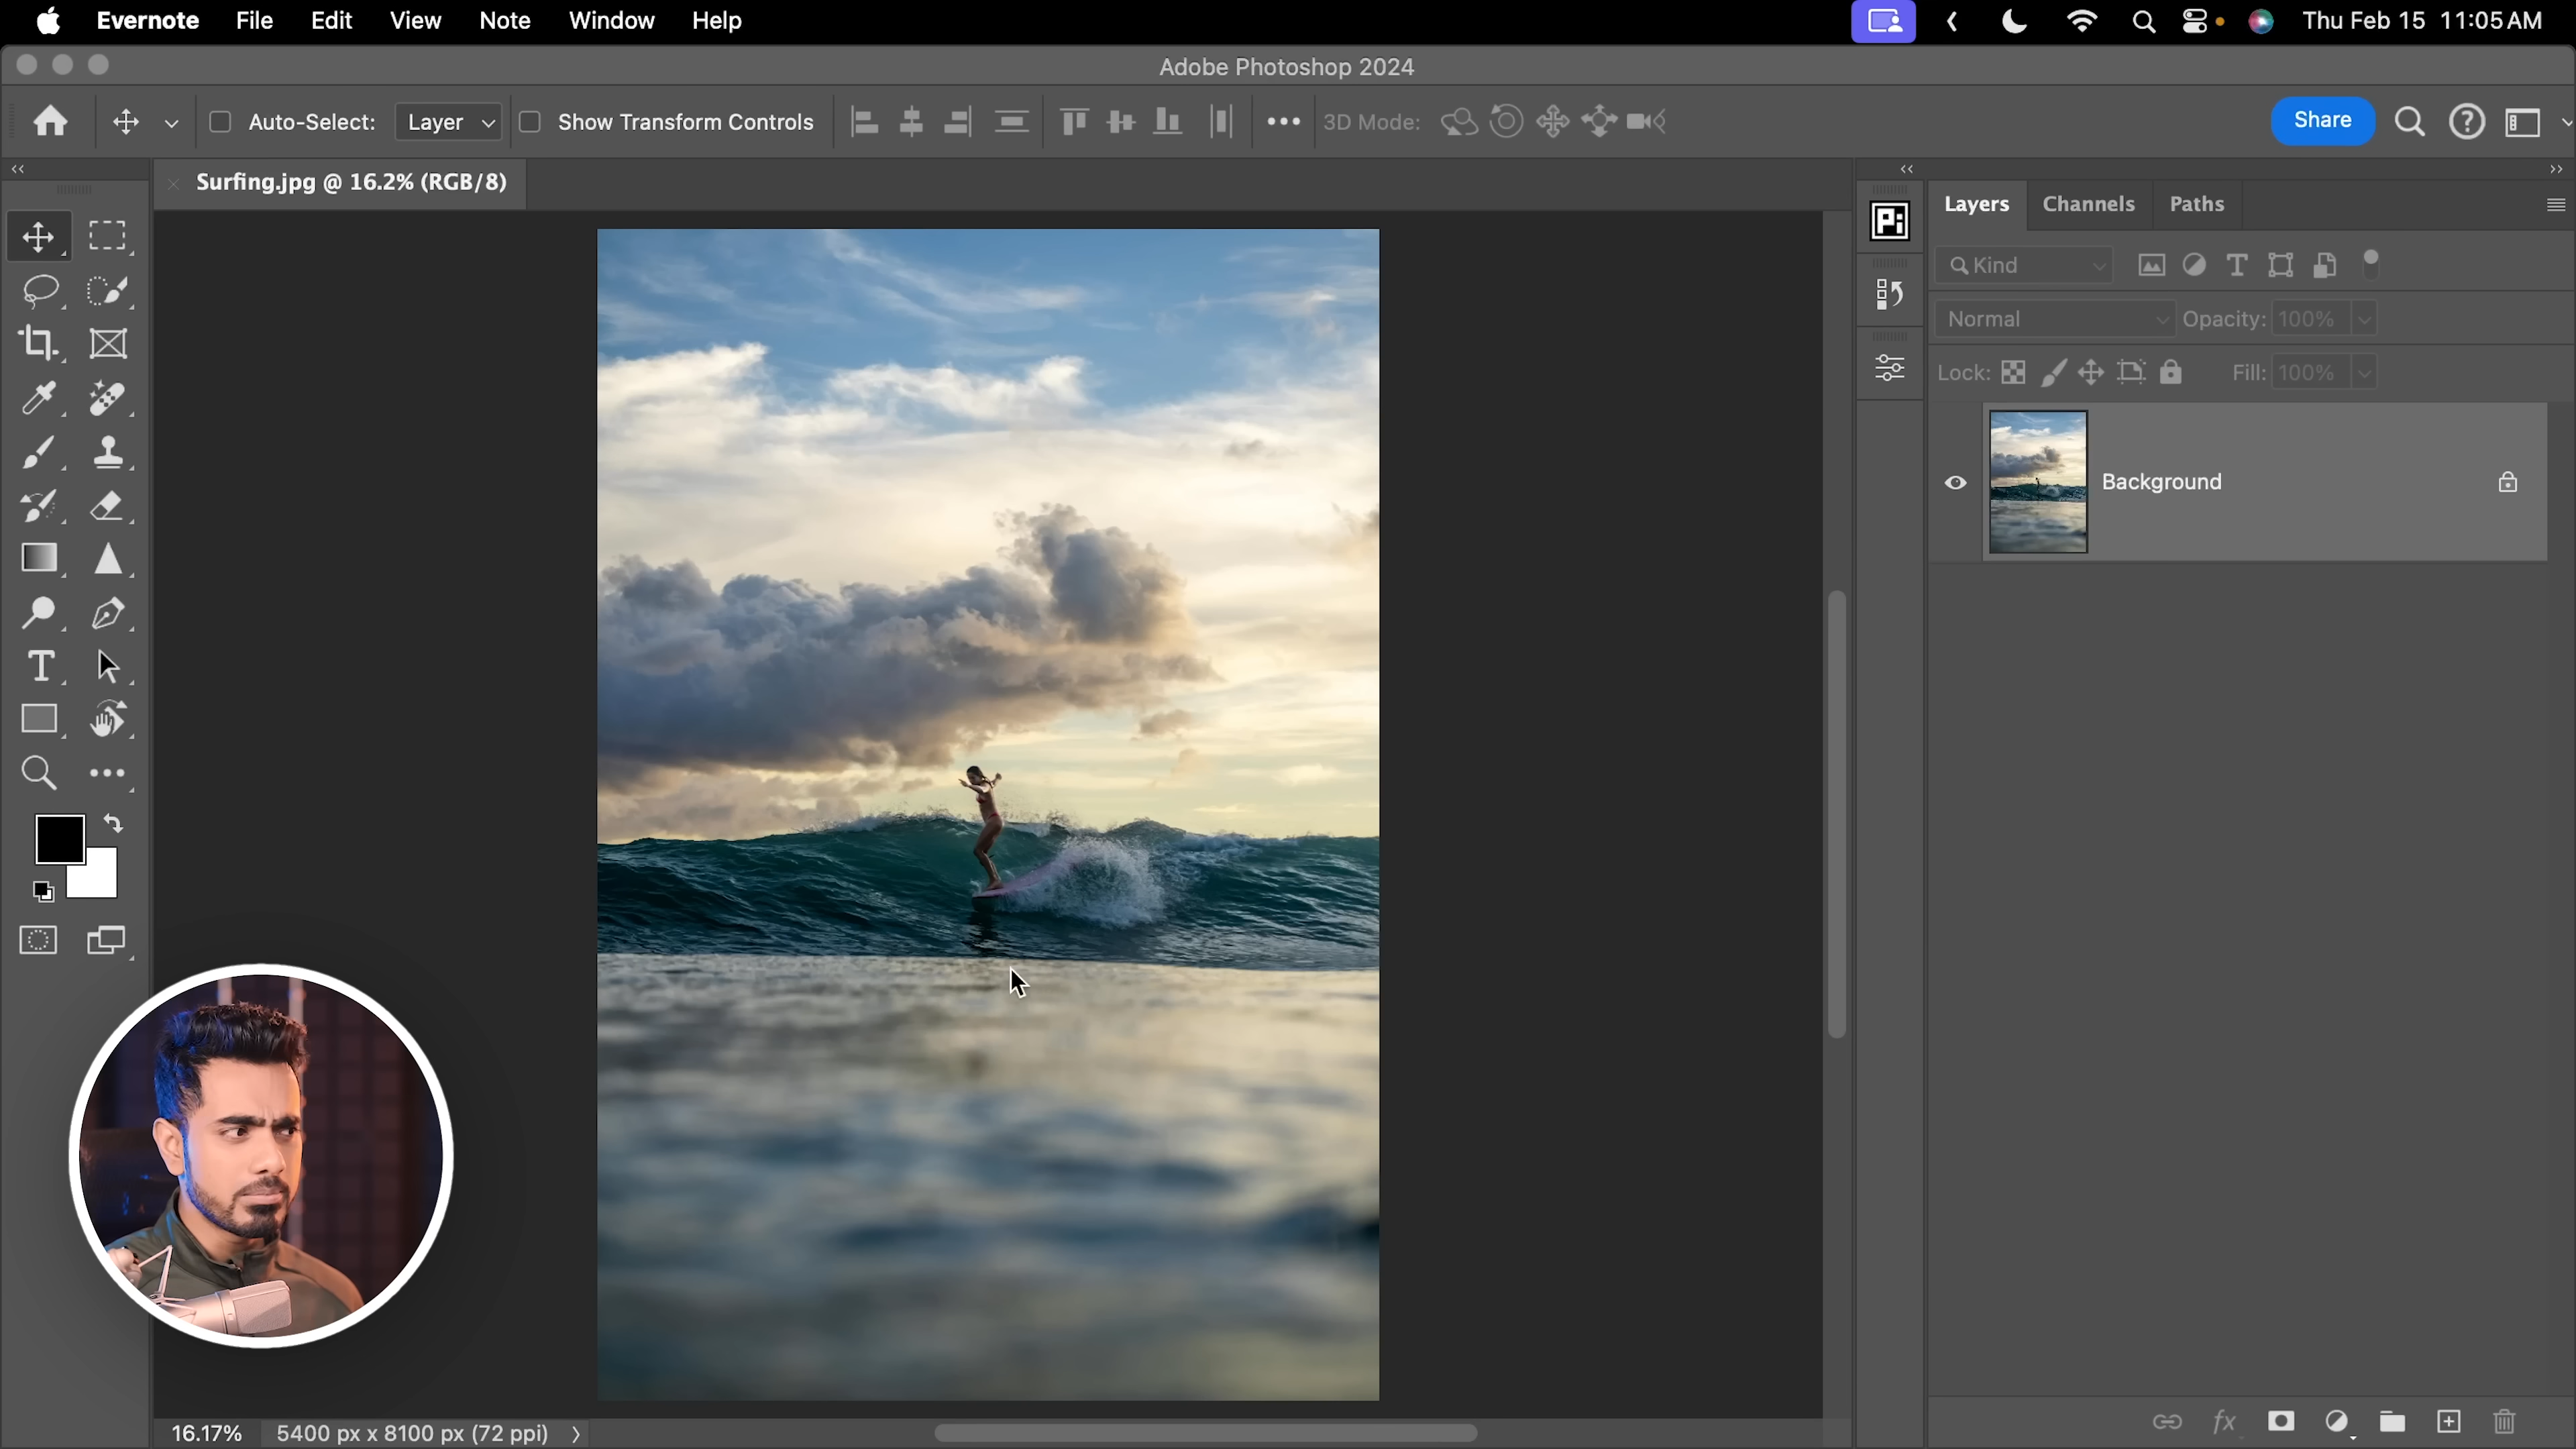 Evernote File Edit View Note Window Help Thu Feb 15 11:05 AM
Adobe Photoshop 2024
Auto-Select: Layer Show Transform Controls 3D Mode: Share
Surfing.jpg @ 16.2% (RGB/8)
Pi
Layers Channels Paths
Kind
Normal Opacity: 100%
Lock: Fill: 100%
Background
16.17% 5400 px x 8100 px (72 ppi)
fx